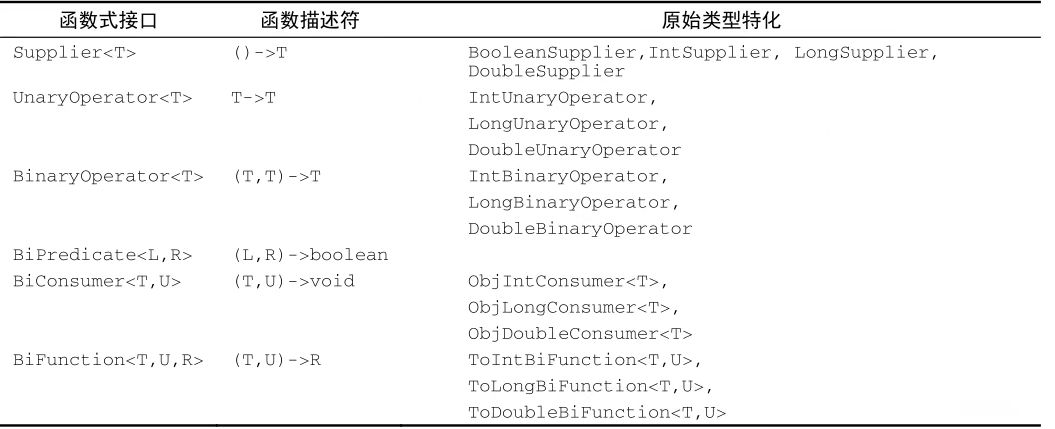 函数式接口 函数描述符 原始类型特化
Supplier<T> ()->T BooleanSupplier,IntSupplier, LongSupplier,
DoubleSupplier
UnaryOperator<T> T->T IntUnaryOperator,
LongUnaryOperator,
DoubleUnaryOperator
BinaryOperator<T> (T,T)->T IntBinaryOperator,
LongBinaryOperator,
DoubleBinaryOperator
BiPredicate<L,R> (L,R)->boolean
BiConsumer<T,U> (T,U)->void ObjIntConsumer<T>,
ObjLongConsumer<T>,
ObjDoubleConsumer<T>
BiFunction<T,U,R> (T,U)->R ToIntBiFunction<T,U>,
ToLongBiFunction<T,U>,
ToDoubleBiFunction<T,U>